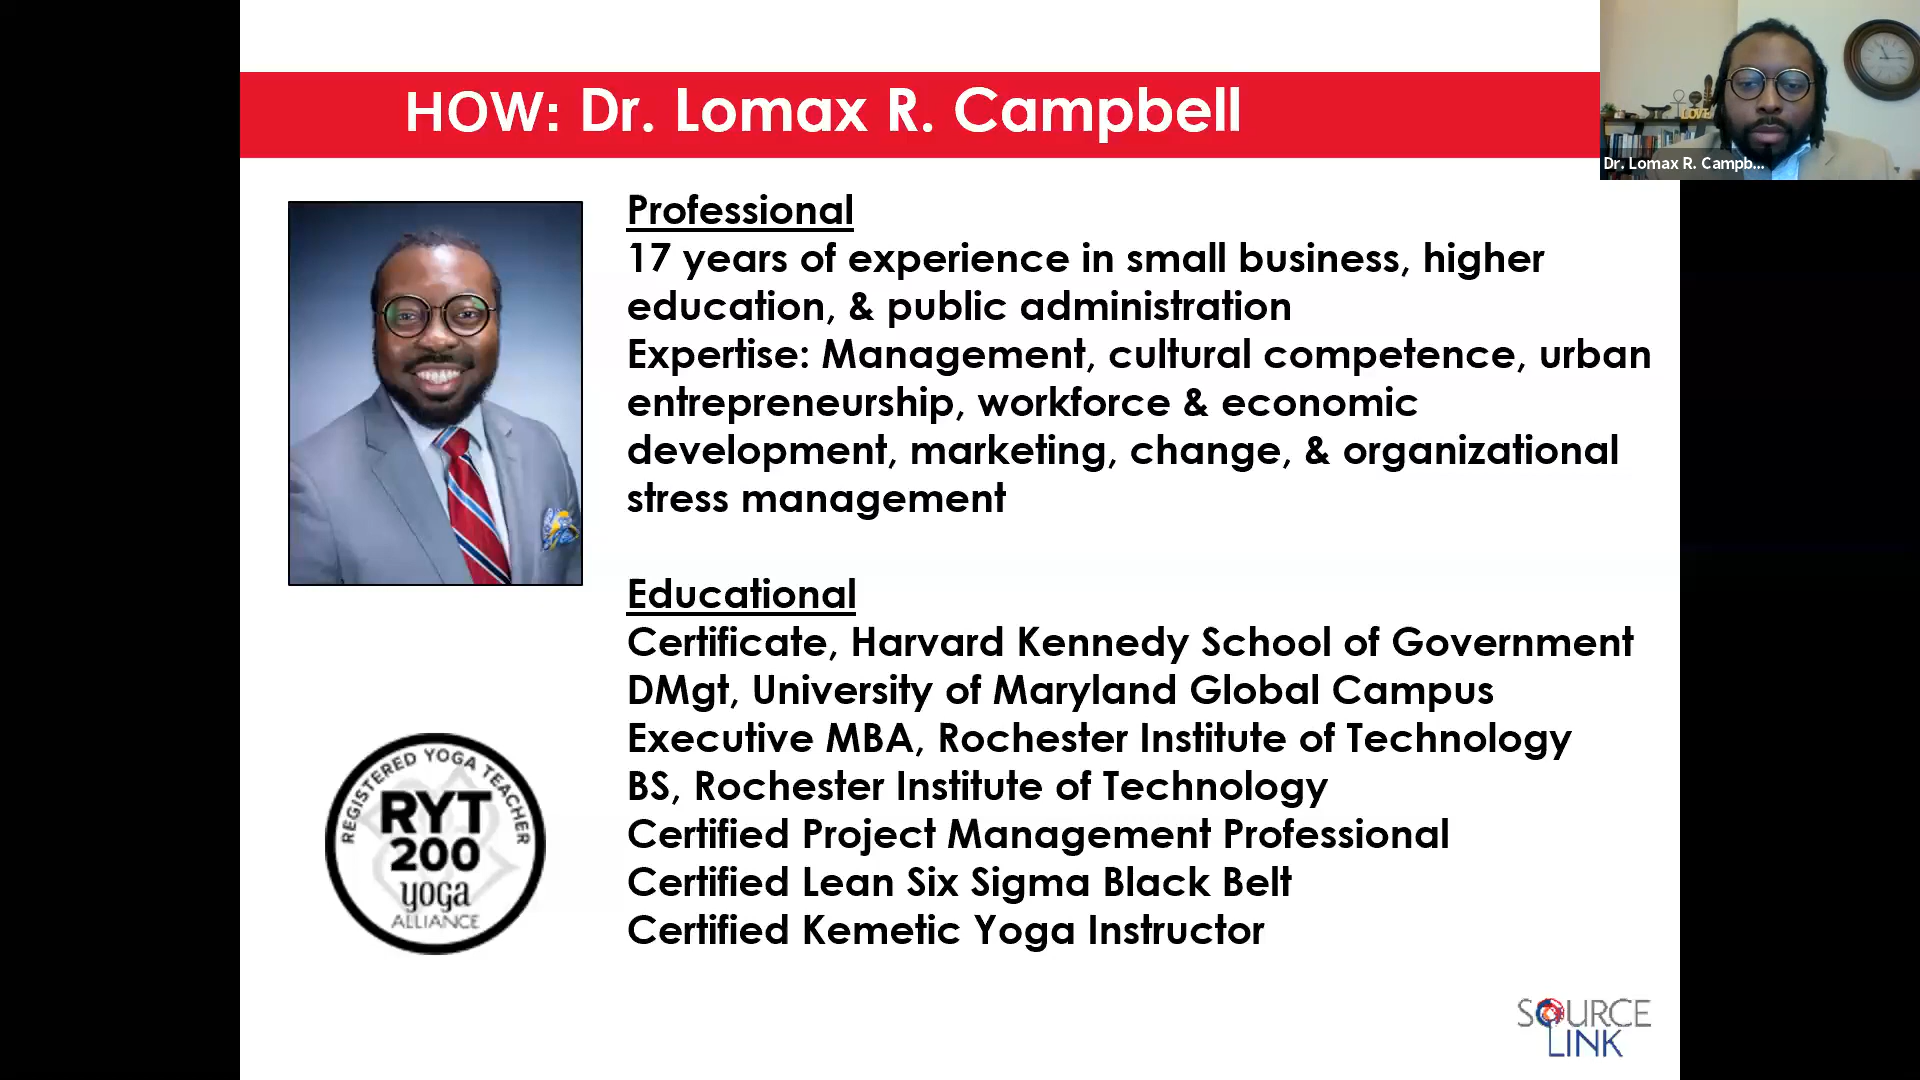 HOW: Dr. Lomax R. Campbell
Dr. Lomax R. Campb...
LOVE
Professional
17 years of experience in small business, higher
education, & public administration
Expertise: Management, cultural competence, urban
entrepreneurship, workforce & economic
development, marketing, change, & organizational
stress management
Educational
Certificate, Harvard Kennedy School of Government
DMgt, University of Maryland Global Campus
Executive MBA, Rochester Institute of Technology
BS, Rochester Institute of Technology
Certified Project Management Professional
Certified Lean Six Sigma Black Belt
Certified Kemetic Yoga Instructor
REGISTERED YOGA TEACHER
RYT
200
yoga
ALLIANCE
SOURCE
LINK